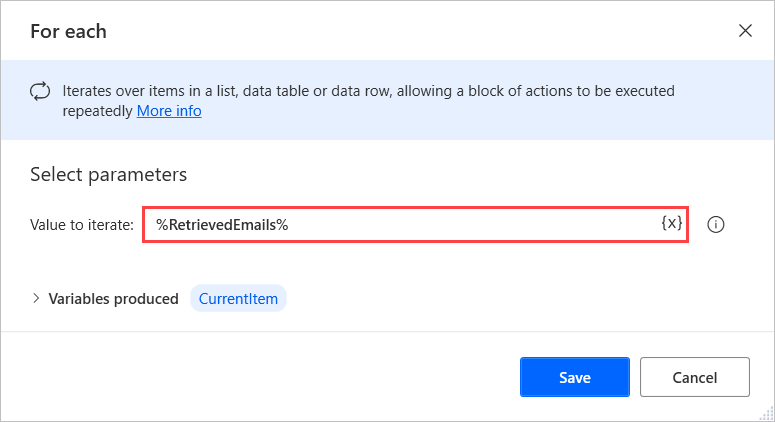 For each
Iterates over items in a list, data table or data row, allowing a block of actions to be executed
repeatedly More info
Select parameters
Value to iterate: %RetrievedEmails% {x}
Variables produced CurrentItem
Save Cancel